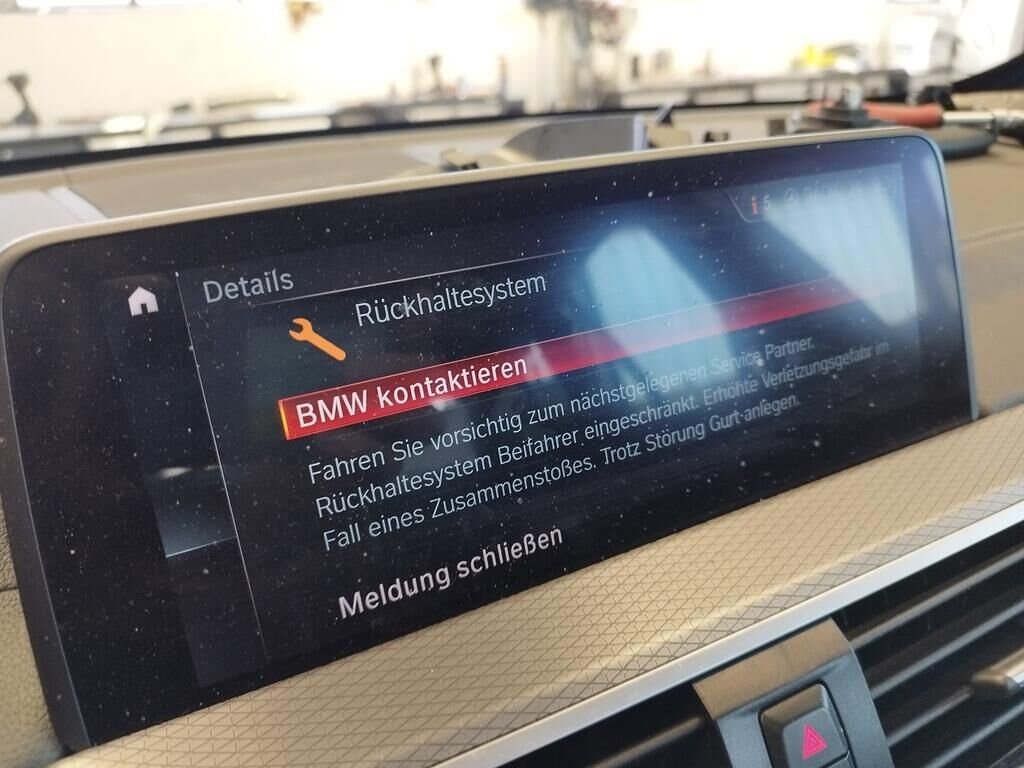 i 5
Details
Rückhaltesystem
BMW kontaktieren
Fahren Sie vorsichtig zum nächstgelegenen Service Partner.
Rückhaltesystem Beifahrer eingeschränkt. Erhöhte Verletzungsgefahr im
Fall eines Zusammenstoßes. Trotz Störung Gurt anlegen.
Meldung schließen